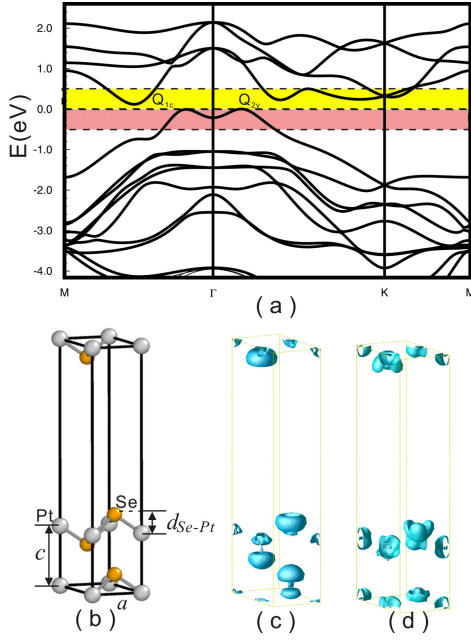 2.0
1.0
0.0
-1.0
-2.0
-3.0
-4.0
E(eV)
Q1c
Q2v
M
Γ
K
M
(a)
Pt
Se
dSe-Pt
c
a
(b)
(c)
(d)